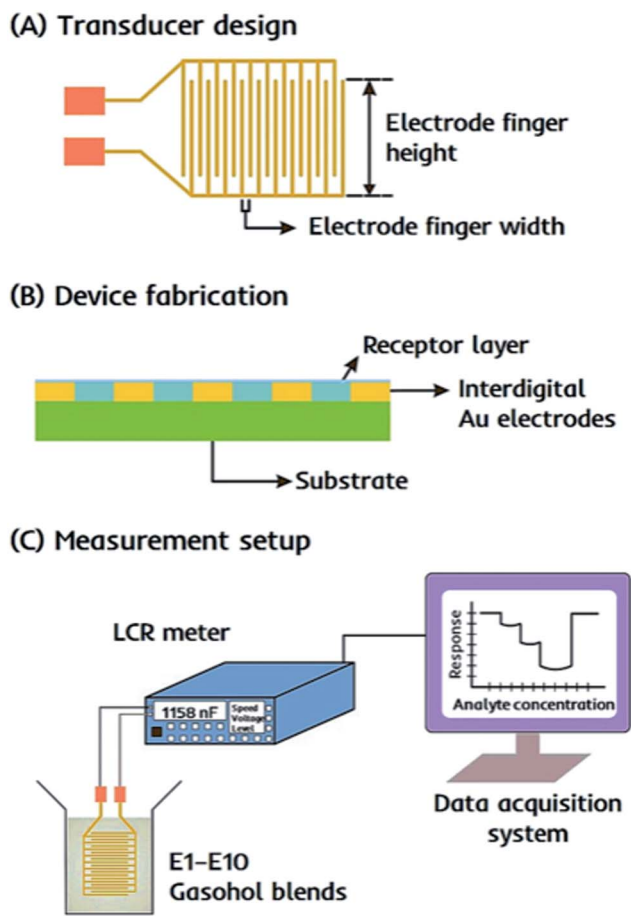 (A) Transducer design
Electrode finger
height
Electrode finger width
(B) Device fabrication
Receptor layer
Interdigital
Au electrodes
Substrate
(C) Measurement setup
LCR meter
1158 nF
Speed
Voltage
Level
Response
Analyte concentration
Data acquisition
system
E1–E10
Gasohol blends